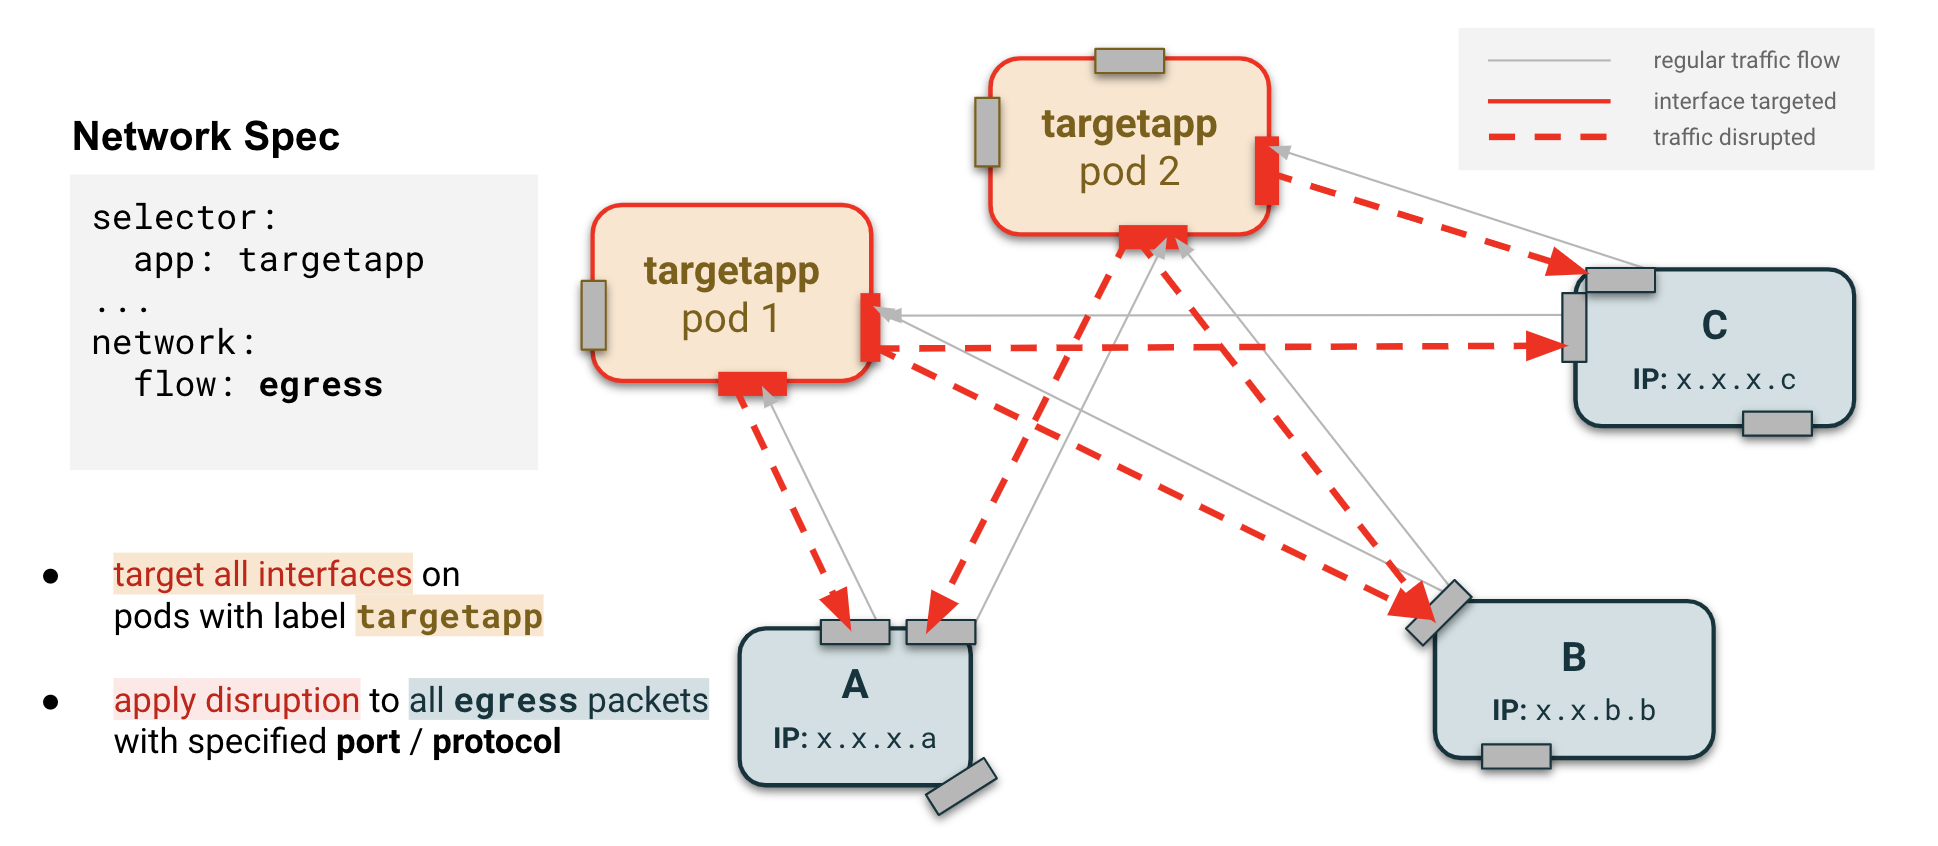 Network Spec
selector:
  app: targetapp
...
network:
  flow: egress
● target all interfaces on
pods with label targetapp
● apply disruption to all egress packets
with specified port / protocol
targetapp
pod 1
targetapp
pod 2
regular traffic flow
interface targeted
traffic disrupted
C
IP: x.x.x.c
A
IP: x.x.x.a
B
IP: x.x.b.b